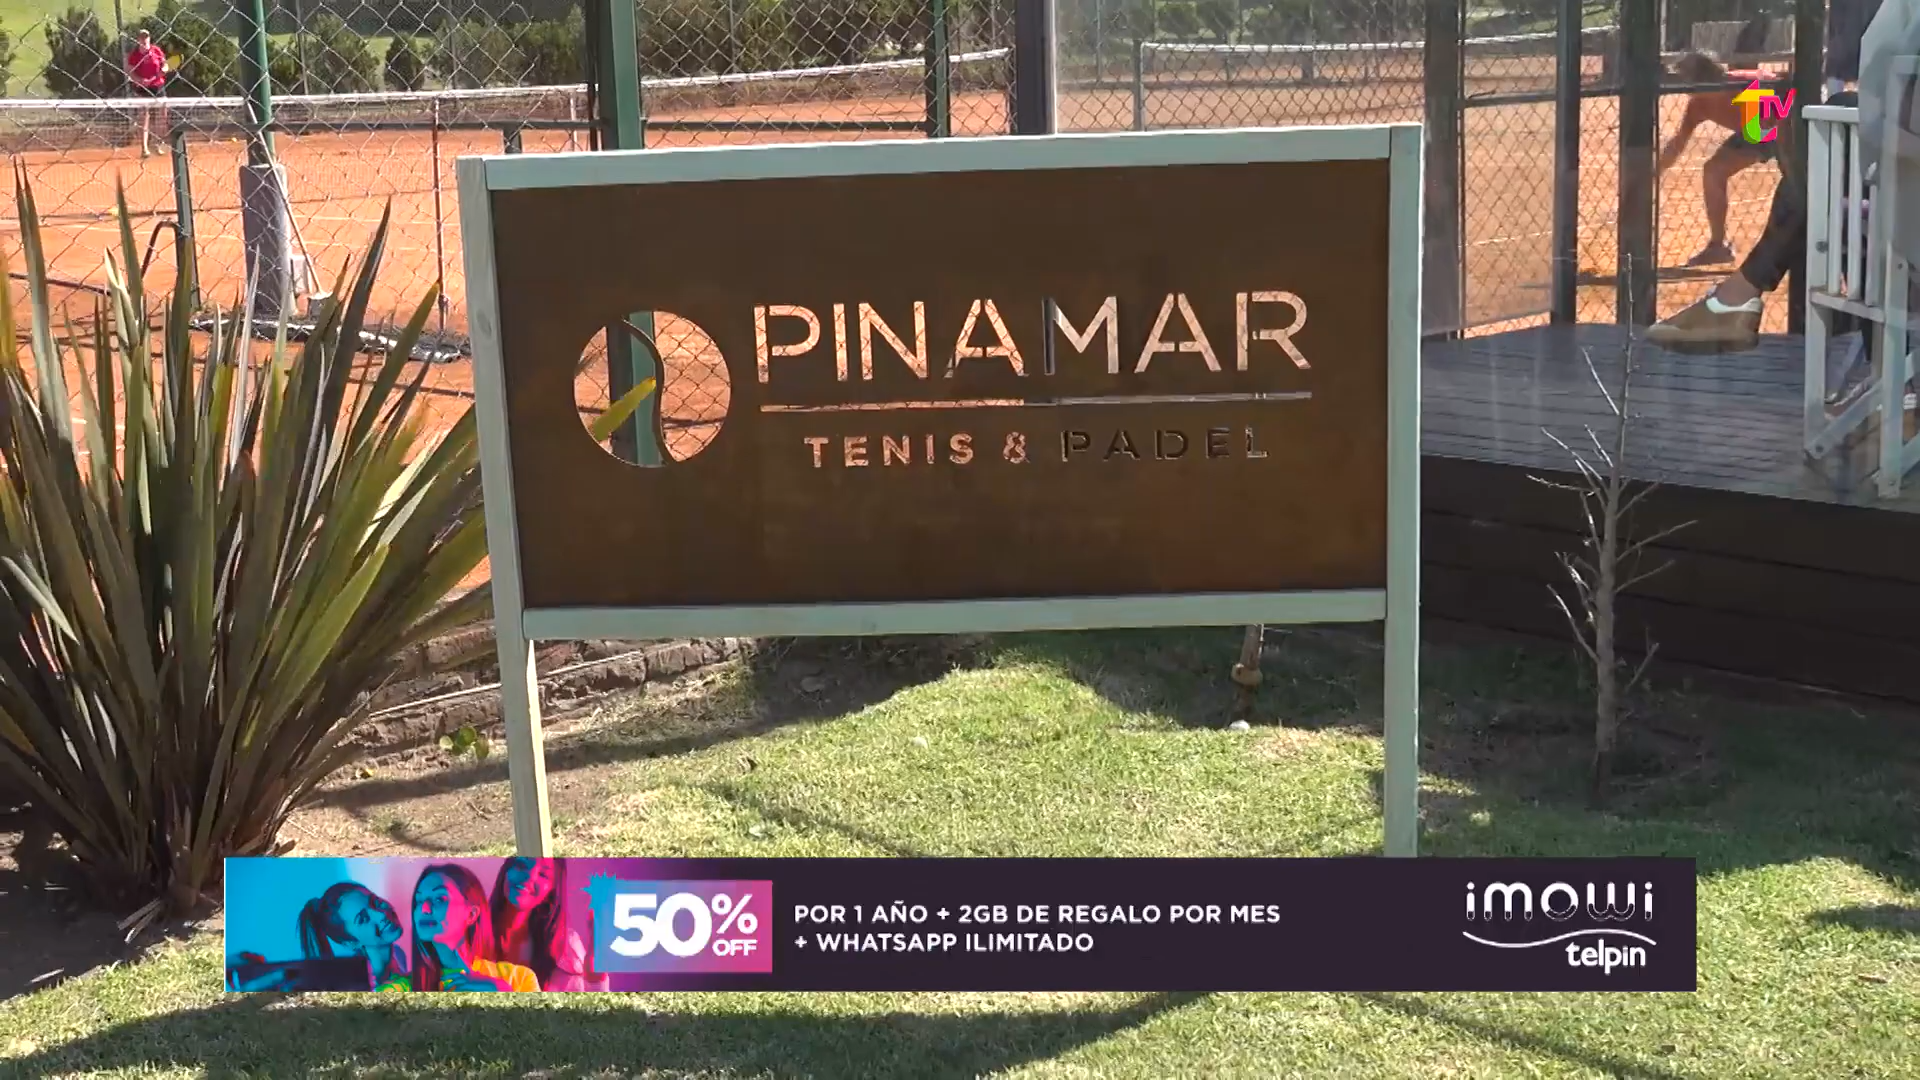 TV
PINAMAR
TENIS & PADEL
50%
OFF
POR 1 AÑO + 2GB DE REGALO POR MES
+ WHATSAPP ILIMITADO
imowi
telpin